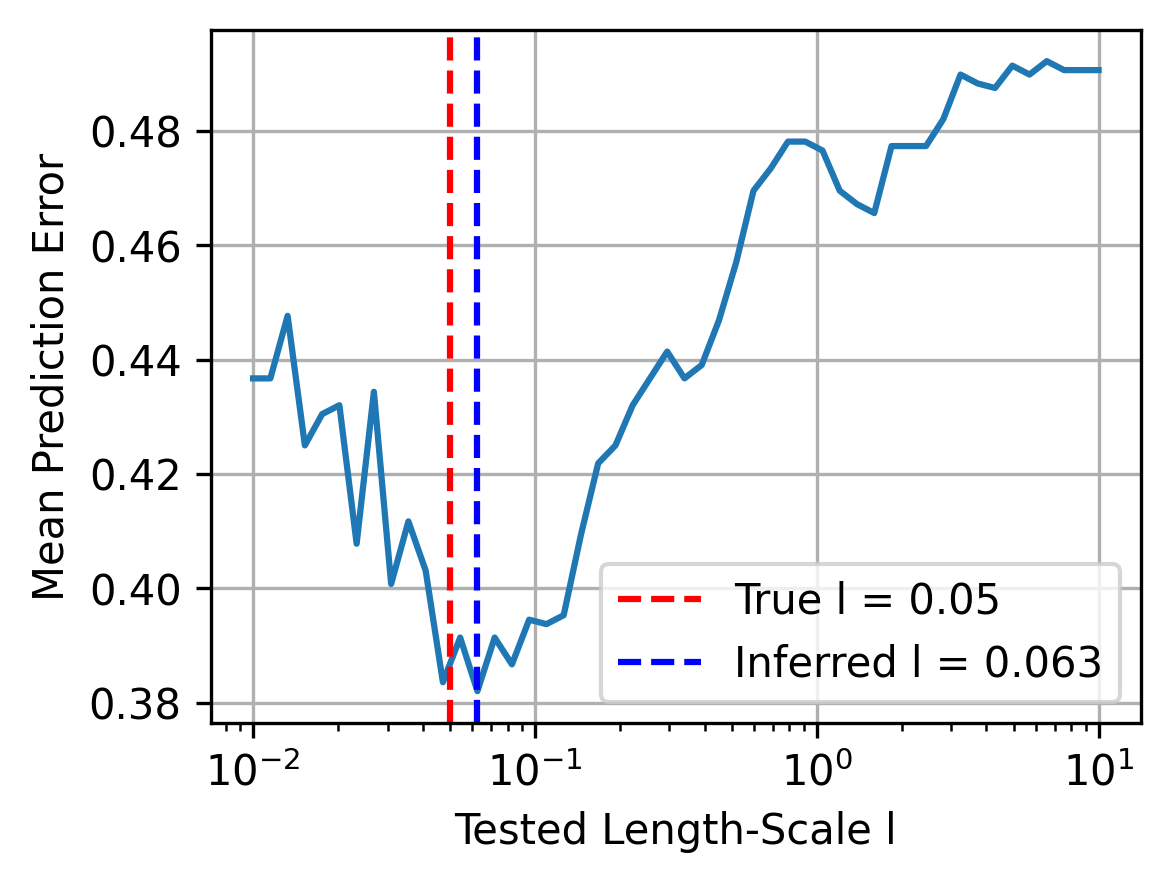 Mean Prediction Error
0.48
0.46
0.44
0.42
0.40
0.38
True l = 0.05
Inferred l = 0.063
10⁻² 10⁻¹ 10⁰ 10¹
Tested Length-Scale l